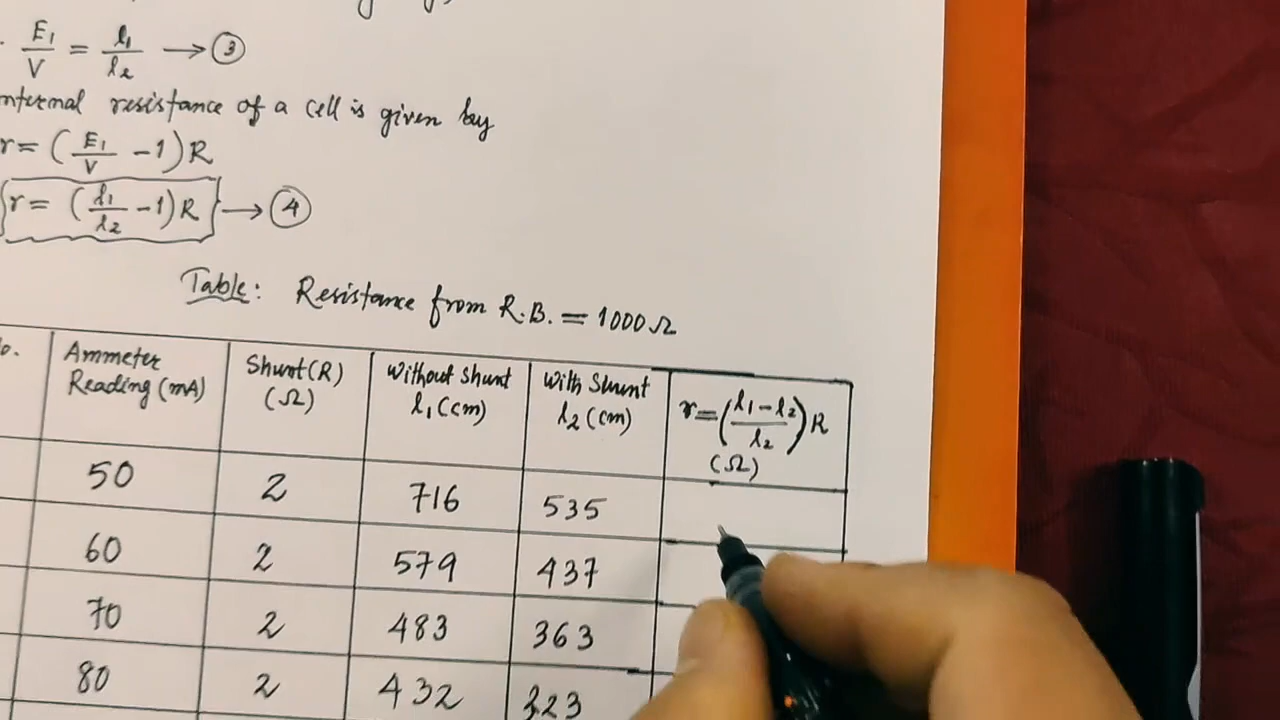 E1/V = l1/l2 → 3
internal resistance of a cell is given by
r = (E1/V - 1) R
r = (l1/l2 - 1) R → 4
Table: Resistance from R.B. = 1000 Ω
o. Ammeter Reading (mA) Shunt (R) (Ω) Without Shunt l1 (cm) With Shunt l2 (cm) r = (l1 - l2/l2) R (Ω)
50 2 716 535
60 2 579 437
70 2 483 363
80 2 432 323